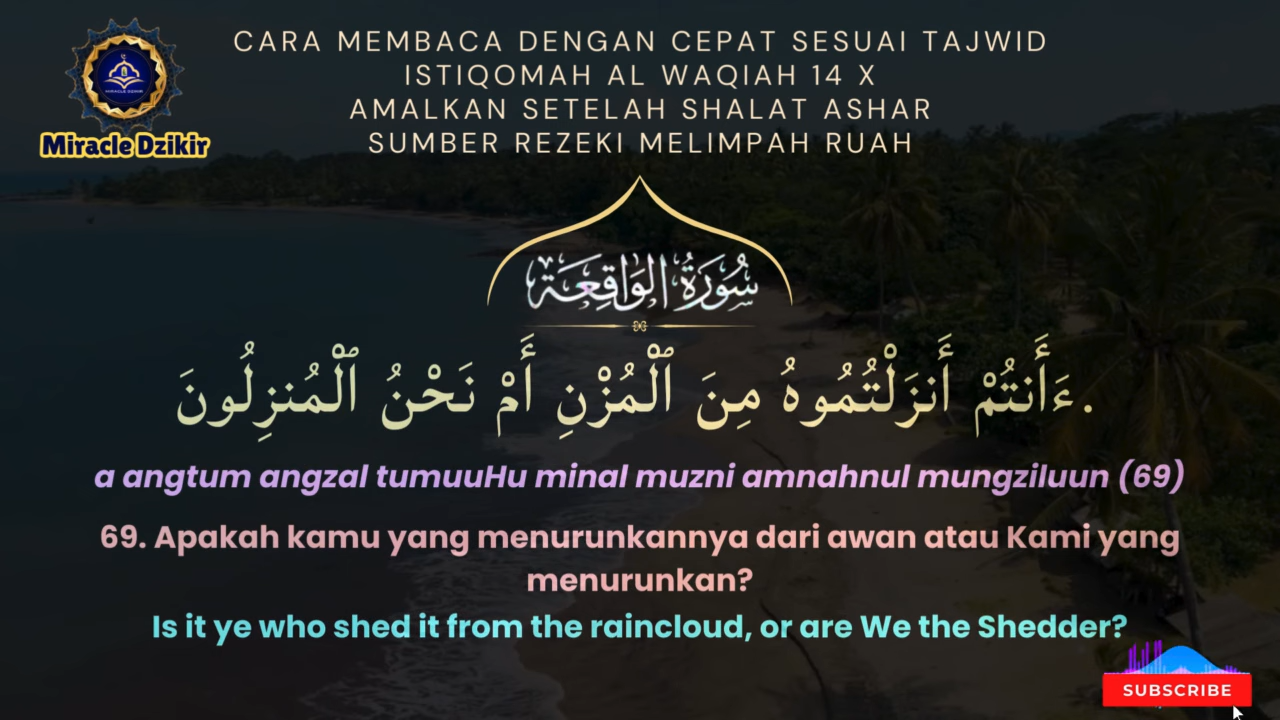 CARA MEMBACA DENGAN CEPAT SESUAI TAJWID
ISTIQOMAH AL WAQIAH 14 X
AMALKAN SETELAH SHALAT ASHAR
SUMBER REZEKI MELIMPAH RUAH
MIRACLE DZIKIR
Miracle Dzikir
سُورَةُ الوَاقِعَة
ءَأَنتُمْ أَنزَلْتُمُوهُ مِنَ ٱلْمُزْنِ أَمْ نَحْنُ ٱلْمُنزِلُونَ.
a angtum angzal tumuuHu minal muzni amnahnul mungziluun (69)
69. Apakah kamu yang menurunkannya dari awan atau Kami yang
menurunkan?
Is it ye who shed it from the raincloud, or are We the Shedder?
SUBSCRIBE